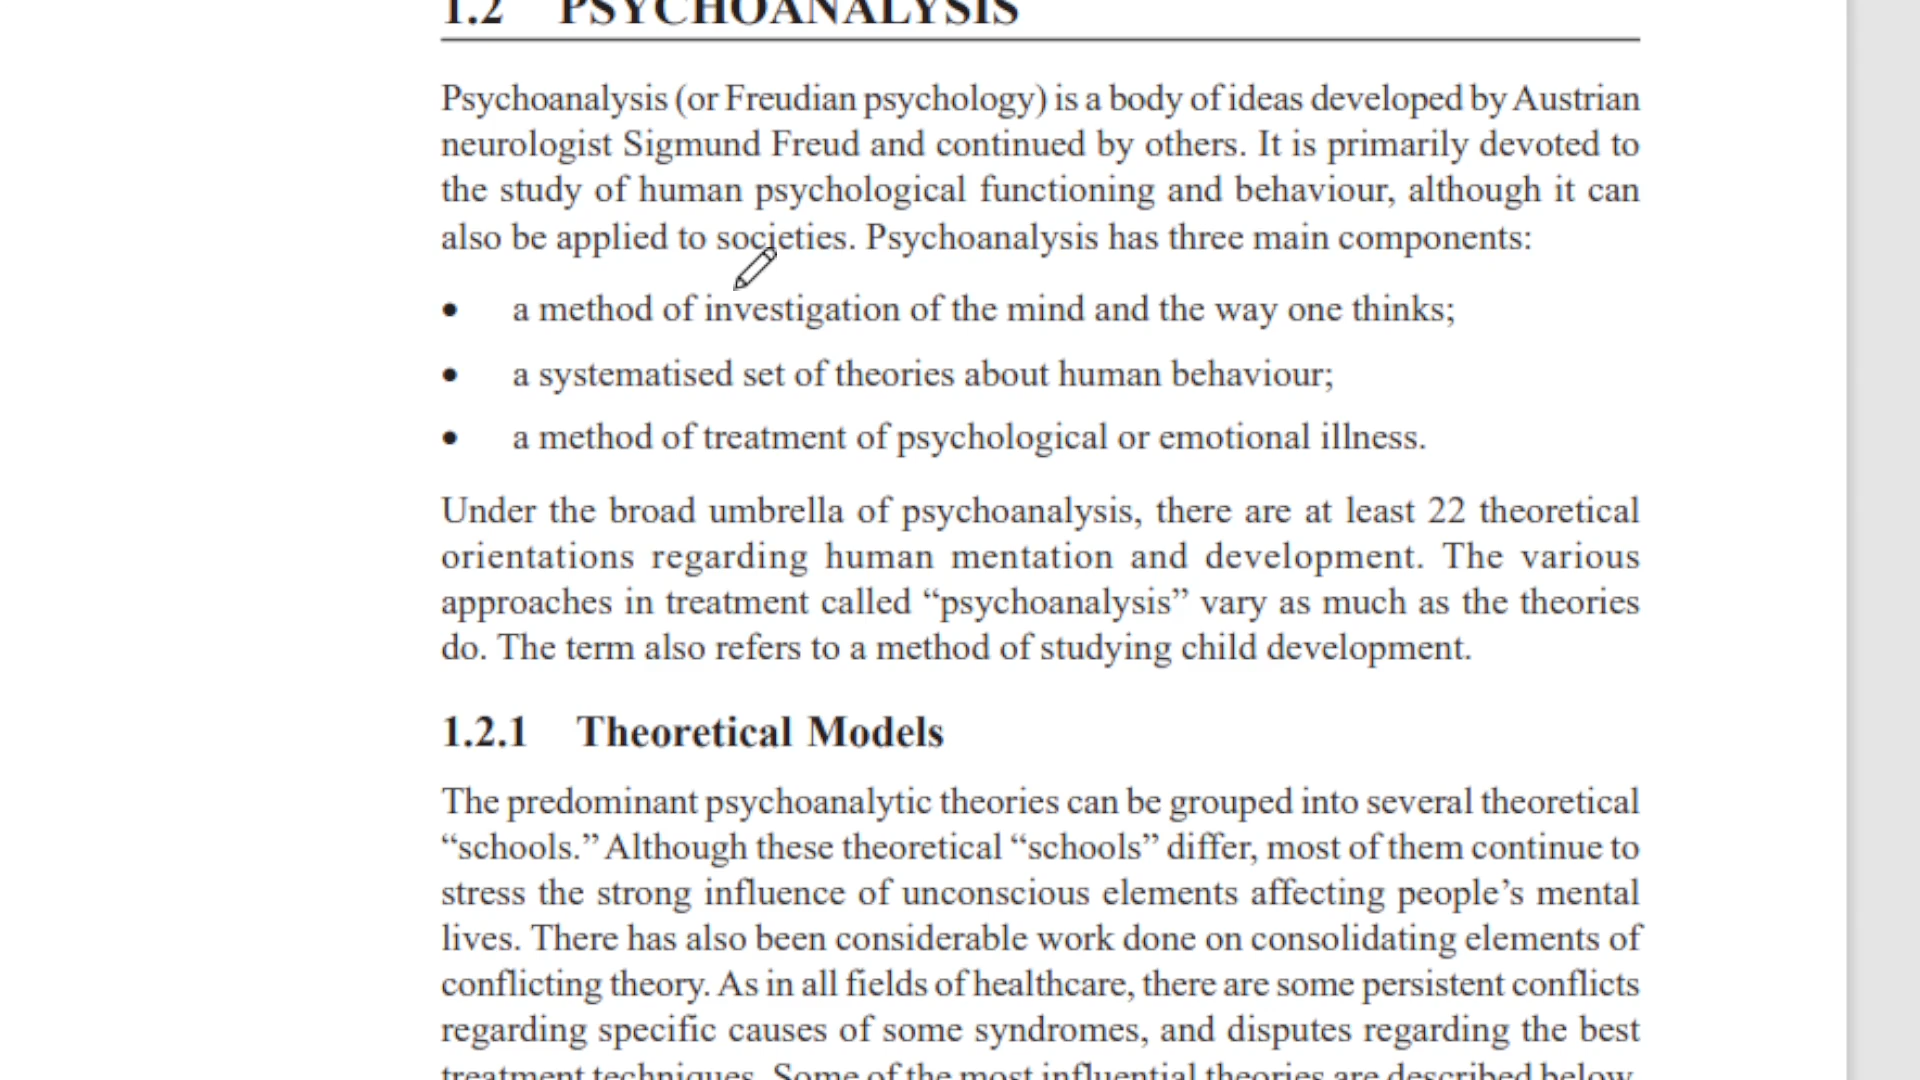 1.2 PSYCHOANALYSIS
Psychoanalysis (or Freudian psychology) is a body of ideas developed by Austrian
neurologist Sigmund Freud and continued by others. It is primarily devoted to
the study of human psychological functioning and behaviour, although it can
also be applied to societies. Psychoanalysis has three main components:
• a method of investigation of the mind and the way one thinks;
• a systematised set of theories about human behaviour;
• a method of treatment of psychological or emotional illness.
Under the broad umbrella of psychoanalysis, there are at least 22 theoretical
orientations regarding human mentation and development. The various
approaches in treatment called “psychoanalysis” vary as much as the theories
do. The term also refers to a method of studying child development.
1.2.1 Theoretical Models
The predominant psychoanalytic theories can be grouped into several theoretical
“schools.” Although these theoretical “schools” differ, most of them continue to
stress the strong influence of unconscious elements affecting people’s mental
lives. There has also been considerable work done on consolidating elements of
conflicting theory. As in all fields of healthcare, there are some persistent conflicts
regarding specific causes of some syndromes, and disputes regarding the best
treatment techniques. Some of the most influential theories are described below.